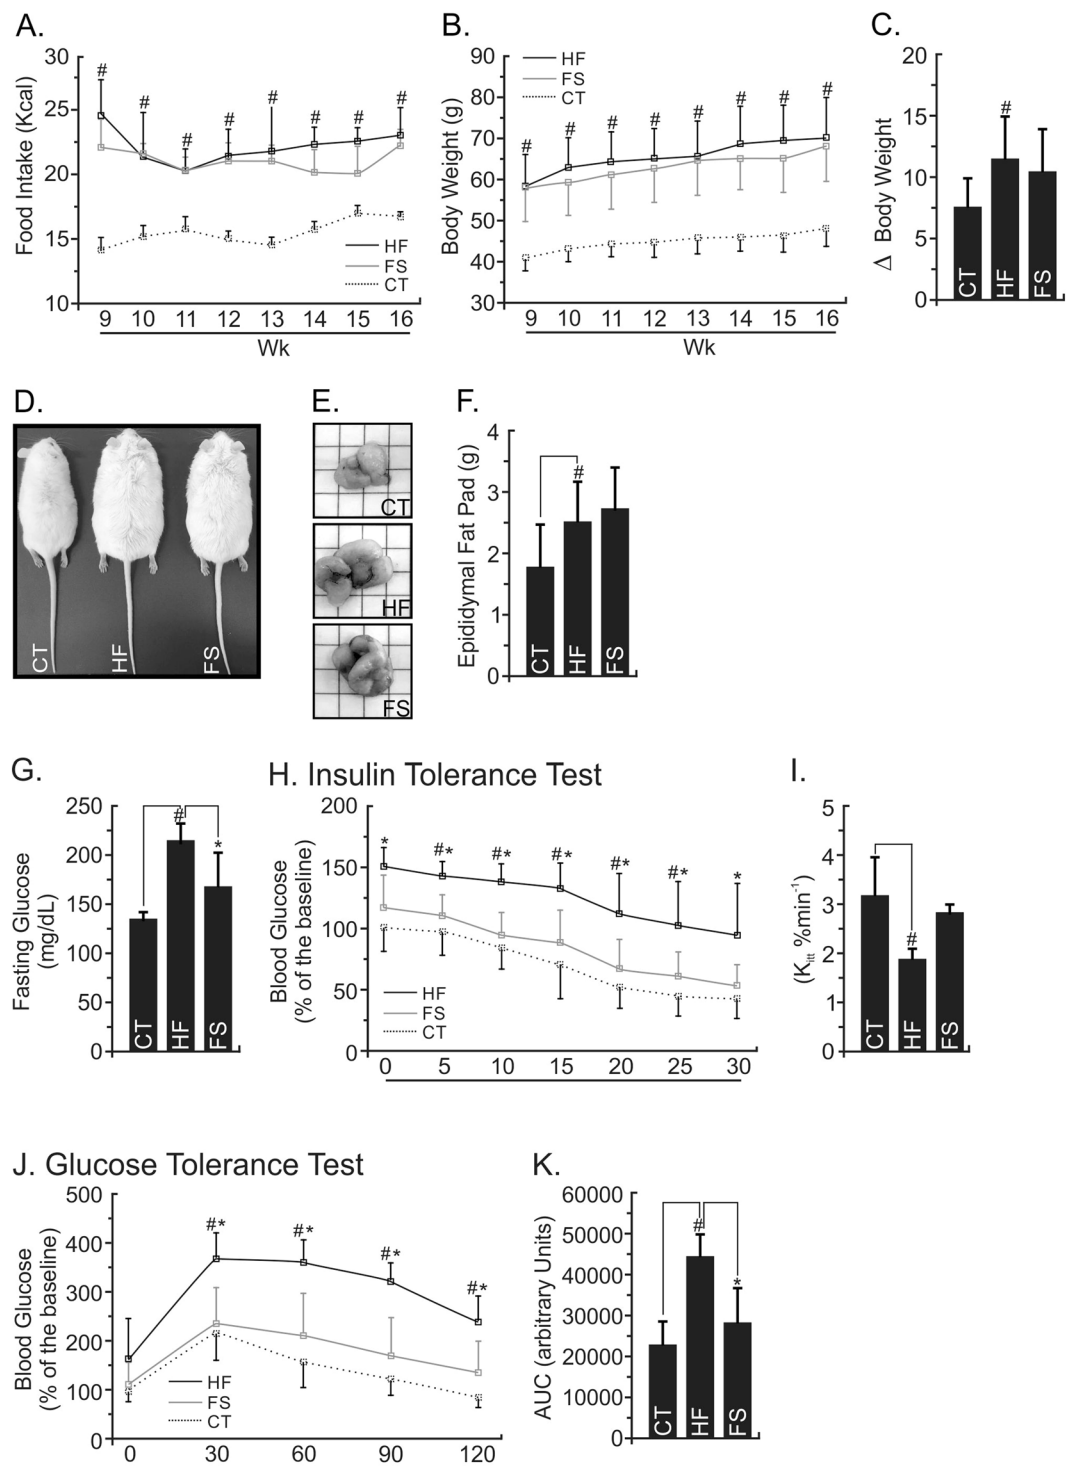 A.
Food Intake (Kcal)
30
25
20
15
10
# # # # # # # #
HF
FS
CT
9 10 11 12 13 14 15 16
Wk
B.
Body Weight (g)
90
80
70
60
50
40
30
HF
FS
CT
# # # # # # # #
9 10 11 12 13 14 15 16
Wk
C.
Δ Body Weight
20
15
10
5
0
#
CT HF FS
D.
CT HF FS
E.
CT
HF
FS
F.
Epididymal Fat Pad (g)
4
3
2
1
0
#
CT HF FS
G.
Fasting Glucose
(mg/dL)
250
200
150
100
50
0
# *
CT HF FS
H. Insulin Tolerance Test
Blood Glucose
(% of the baseline)
200
150
100
50
0
* #* #* #* #* #* *
HF
FS
CT
0 5 10 15 20 25 30
I.
(Kitt %min-1)
5
4
3
2
1
0
#
CT HF FS
J. Glucose Tolerance Test
Blood Glucose
(% of the baseline)
500
400
300
200
100
0
#* #* #* #*
HF
FS
CT
0 30 60 90 120
K.
AUC (arbitrary Units)
60000
50000
40000
30000
20000
10000
0
# *
CT HF FS